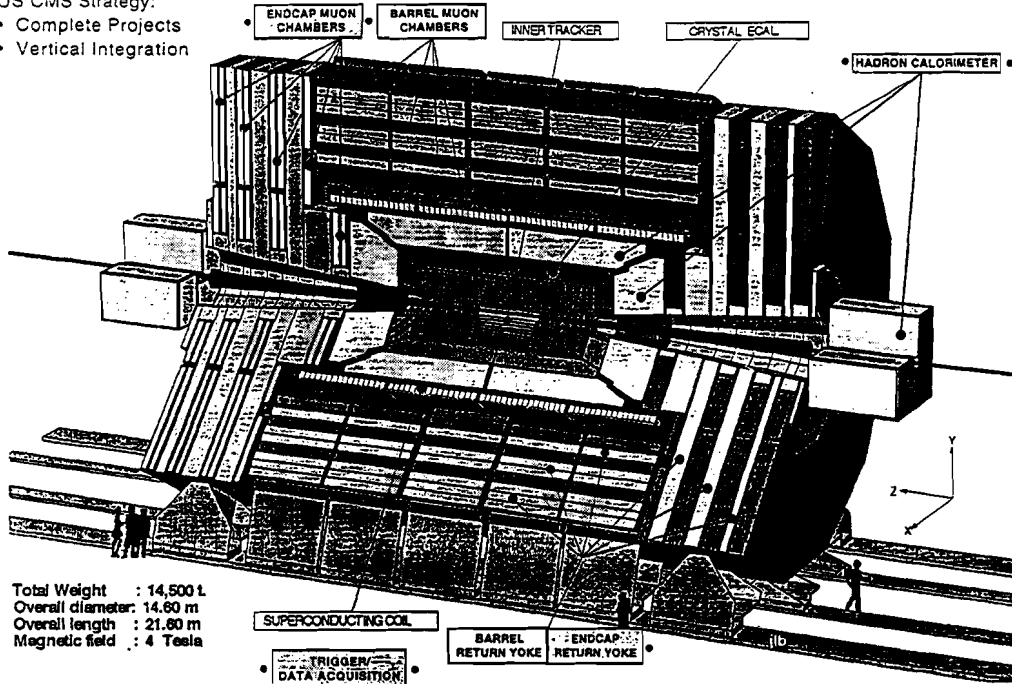 US CMS Strategy:
• Complete Projects
• Vertical Integration
• ENDCAP MUON •
CHAMBERS
BARREL MUON
CHAMBERS
INNER TRACKER
CRYSTAL ECAL
• HADRON CALORIMETER •
Y
Z
X
Total Weight : 14,500 t.
Overall diameter: 14.60 m
Overall length : 21.60 m
Magnetic field : 4 Tesla
SUPERCONDUCTING COIL
BARREL
RETURN YOKE
ENDCAP
RETURN YOKE •
• TRIGGER/ •
DATA ACQUISITION
jlb